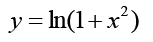 y = ln(1 + x²)